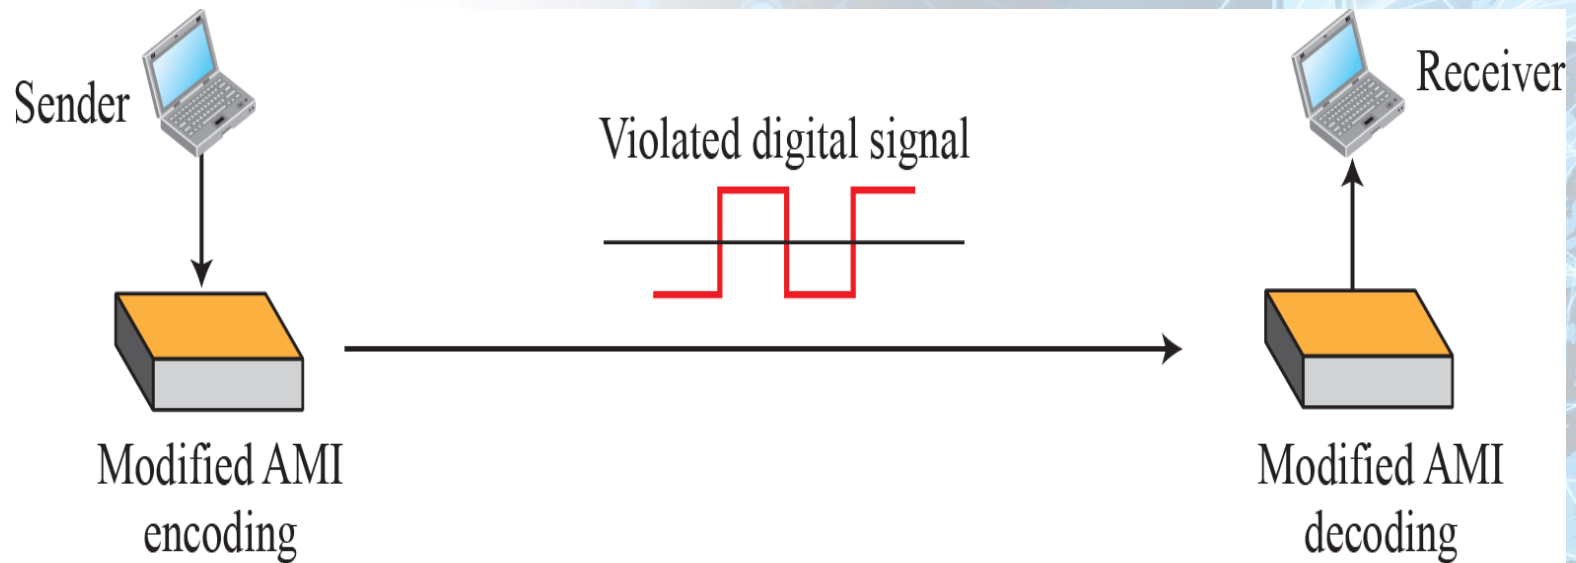 Sender
Receiver
Violated digital signal
Modified AMI
encoding
Modified AMI
decoding